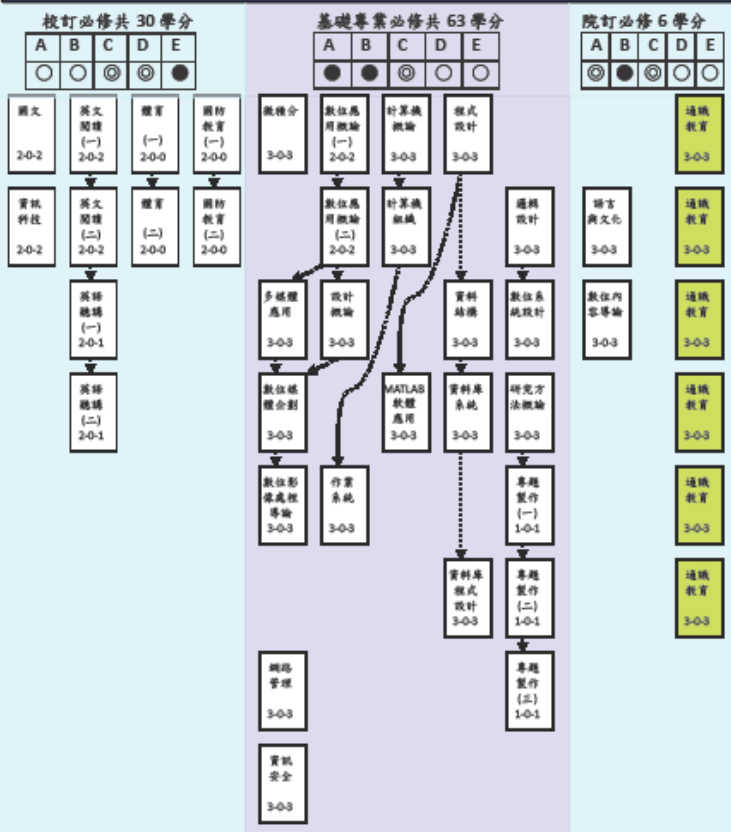 校訂必修共 30 學分
A B C D E
○ ○ ◎ ◎ ●
國文
2-0-2
英文
閱讀
(一)
2-0-2
體育
(一)
2-0-0
國防
教育
(一)
2-0-0
資訊
科技
2-0-2
英文
閱讀
(二)
2-0-2
體育
(二)
2-0-0
國防
教育
(二)
2-0-0
英語
聽講
(一)
2-0-1
英語
聽講
(二)
2-0-1
基礎專業必修共 63 學分
A B C D E
● ● ◎ ○ ○
微積分
3-0-3
數位應
用概論
(一)
2-0-2
計算機
概論
3-0-3
程式
設計
3-0-3
數位應
用概論
(二)
2-0-2
計算機
組織
3-0-3
邏輯
設計
3-0-3
多媒體
應用
3-0-3
設計
概論
3-0-3
資料
結構
3-0-3
數位系
統設計
3-0-3
數位媒
體企劃
3-0-3
MATLAB
軟體
應用
3-0-3
資料庫
系統
3-0-3
研究方
法概論
3-0-3
數位影
像處理
導論
3-0-3
作業
系統
3-0-3
專題
製作
(一)
1-0-1
資料庫
程式
設計
3-0-3
專題
製作
(二)
1-0-1
網路
管理
3-0-3
專題
製作
(三)
1-0-1
資訊
安全
3-0-3
院訂必修 6 學分
A B C D E
◎ ● ◎ ○ ○
通識
教育
3-0-3
語言
與文化
3-0-3
通識
教育
3-0-3
數位內
容導論
3-0-3
通識
教育
3-0-3
通識
教育
3-0-3
通識
教育
3-0-3
通識
教育
3-0-3